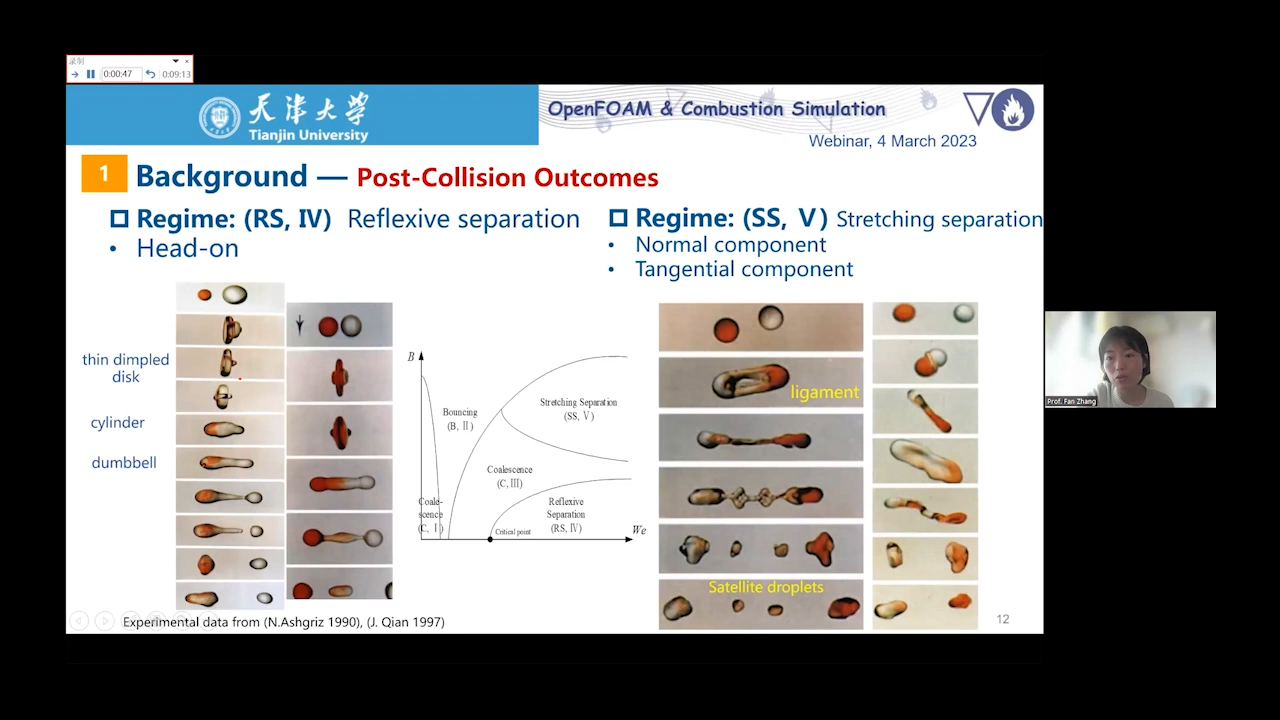 录制
0:00:47
0:09:13
天津大学
Tianjin University
OpenFOAM & Combustion Simulation
Webinar, 4 March 2023
1
Background — Post-Collision Outcomes
Regime: (RS, Ⅳ) Reflexive separation
• Head-on
Regime: (SS, Ⅴ) Stretching separation
• Normal component
• Tangential component
thin dimpled
disk
cylinder
dumbbell
B
Bouncing
(B, Ⅱ)
Stretching Separation
(SS, Ⅴ)
Coalescence
(C, Ⅲ)
Coale-
scence
(C, Ⅰ)
Reflexive
Separation
(RS, Ⅳ)
Critical point
We
ligament
Satellite droplets
Experimental data from (N.Ashgriz 1990), (J. Qian 1997)
12
Prof. Fan Zhang